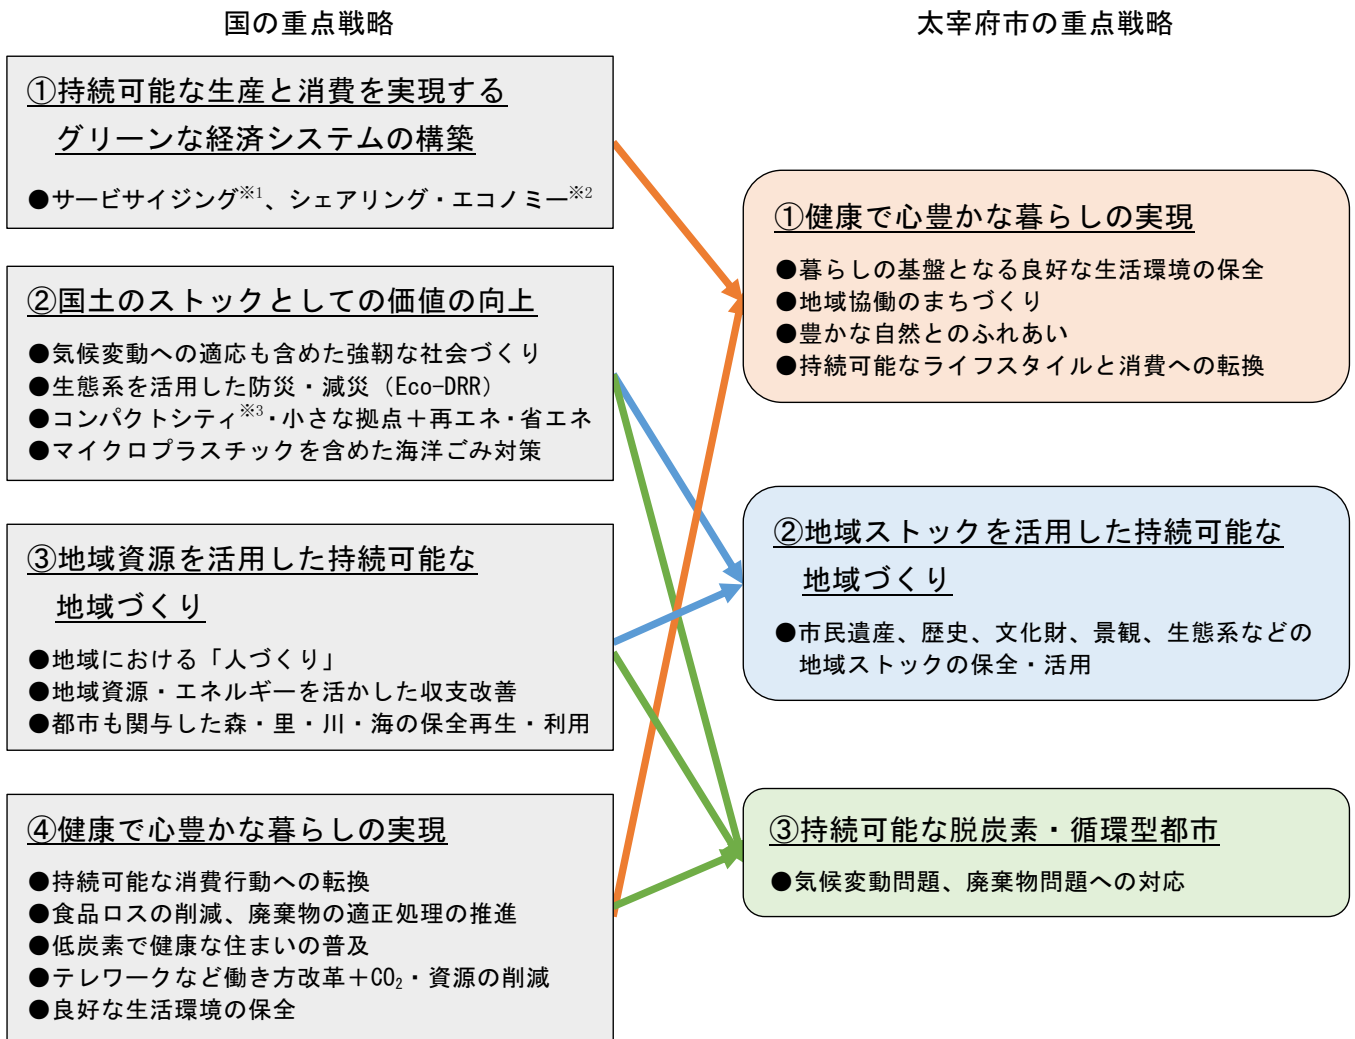 国の重点戦略
①持続可能な生産と消費を実現する
グリーンな経済システムの構築
●サービサイジング※1、シェアリング・エコノミー※2
②国土のストックとしての価値の向上
●気候変動への適応も含めた強靭な社会づくり
●生態系を活用した防災・減災（Eco-DRR）
●コンパクトシティ※3・小さな拠点＋再エネ・省エネ
●マイクロプラスチックを含めた海洋ごみ対策
③地域資源を活用した持続可能な
地域づくり
●地域における「人づくり」
●地域資源・エネルギーを活かした収支改善
●都市も関与した森・里・川・海の保全再生・利用
④健康で心豊かな暮らしの実現
●持続可能な消費行動への転換
●食品ロスの削減、廃棄物の適正処理の推進
●低炭素で健康な住まいの普及
●テレワークなど働き方改革＋CO₂・資源の削減
●良好な生活環境の保全
太宰府市の重点戦略
①健康で心豊かな暮らしの実現
●暮らしの基盤となる良好な生活環境の保全
●地域協働のまちづくり
●豊かな自然とのふれあい
●持続可能なライフスタイルと消費への転換
②地域ストックを活用した持続可能な
地域づくり
●市民遺産、歴史、文化財、景観、生態系などの
地域ストックの保全・活用
③持続可能な脱炭素・循環型都市
●気候変動問題、廃棄物問題への対応